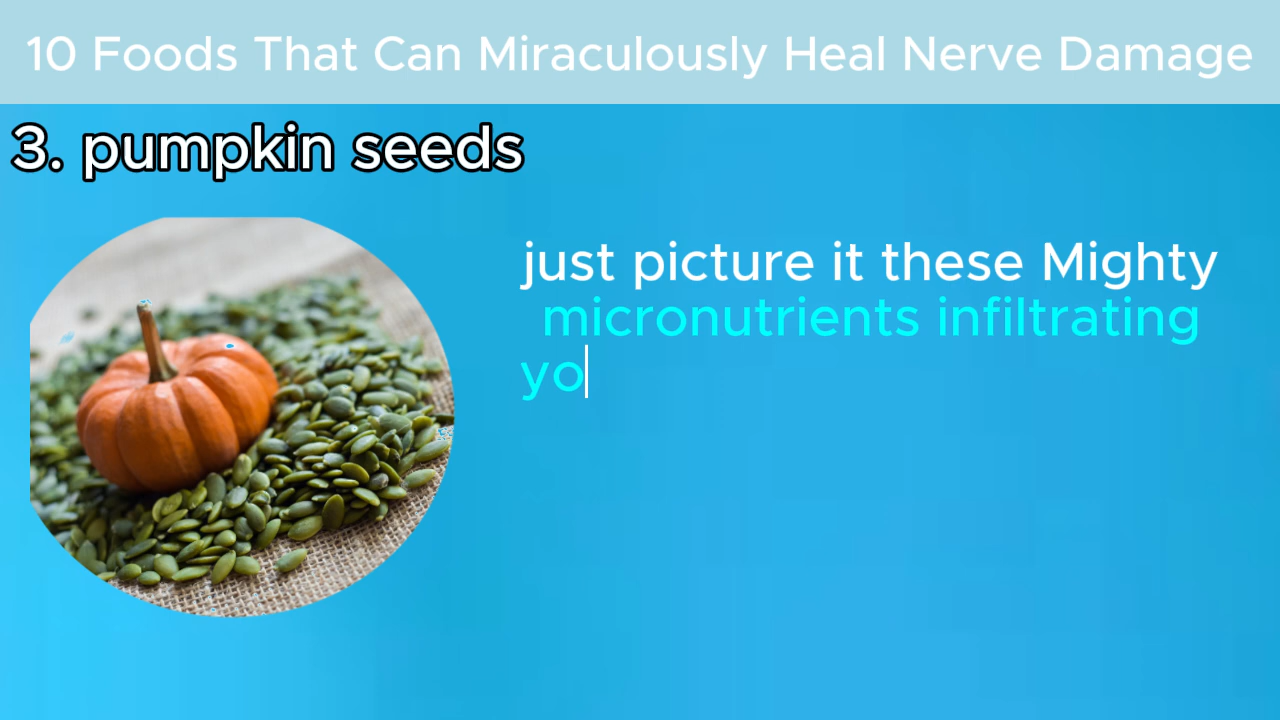 10 Foods That Can Miraculously Heal Nerve Damage
3. pumpkin seeds
just picture it these Mighty
micronutrients infiltrating
yo